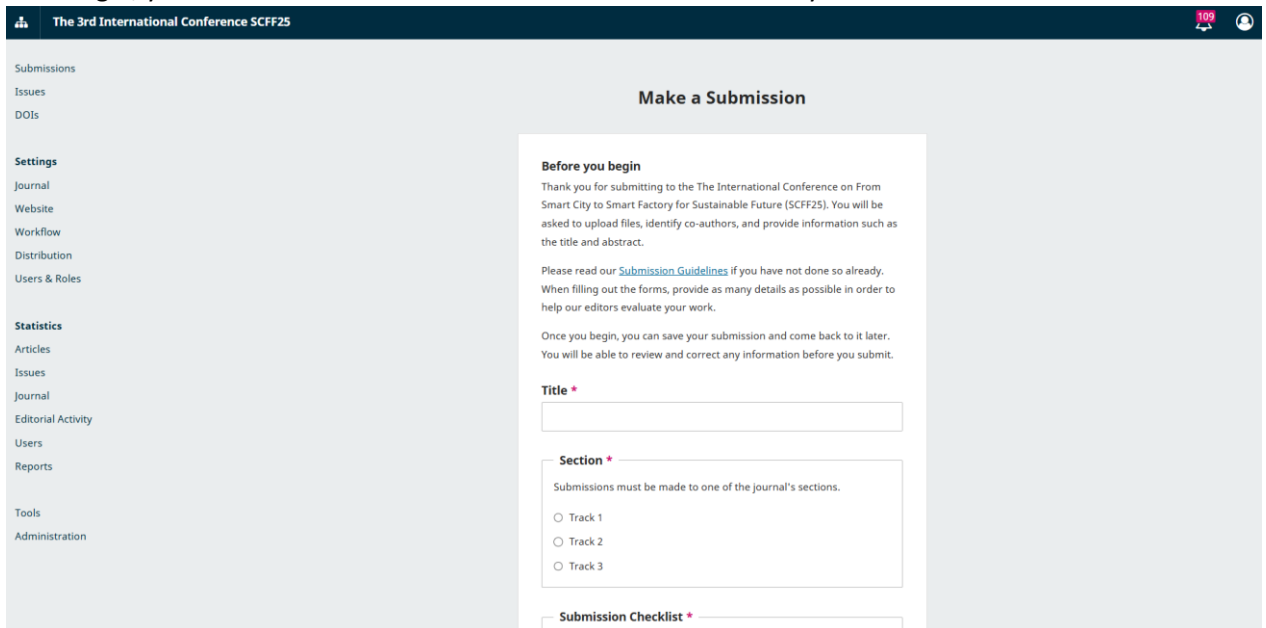 The 3rd International Conference SCFF25
109
Submissions
Issues
DOIs
Settings
Journal
Website
Workflow
Distribution
Users & Roles
Statistics
Articles
Issues
Journal
Editorial Activity
Users
Reports
Tools
Administration
Make a Submission
Before you begin
Thank you for submitting to the The International Conference on From
Smart City to Smart Factory for Sustainable Future (SCFF25). You will be
asked to upload files, identify co-authors, and provide information such as
the title and abstract.
Please read our Submission Guidelines if you have not done so already.
When filling out the forms, provide as many details as possible in order to
help our editors evaluate your work.
Once you begin, you can save your submission and come back to it later.
You will be able to review and correct any information before you submit.
Title *
Section *
Submissions must be made to one of the journal's sections.
Track 1
Track 2
Track 3
Submission Checklist *